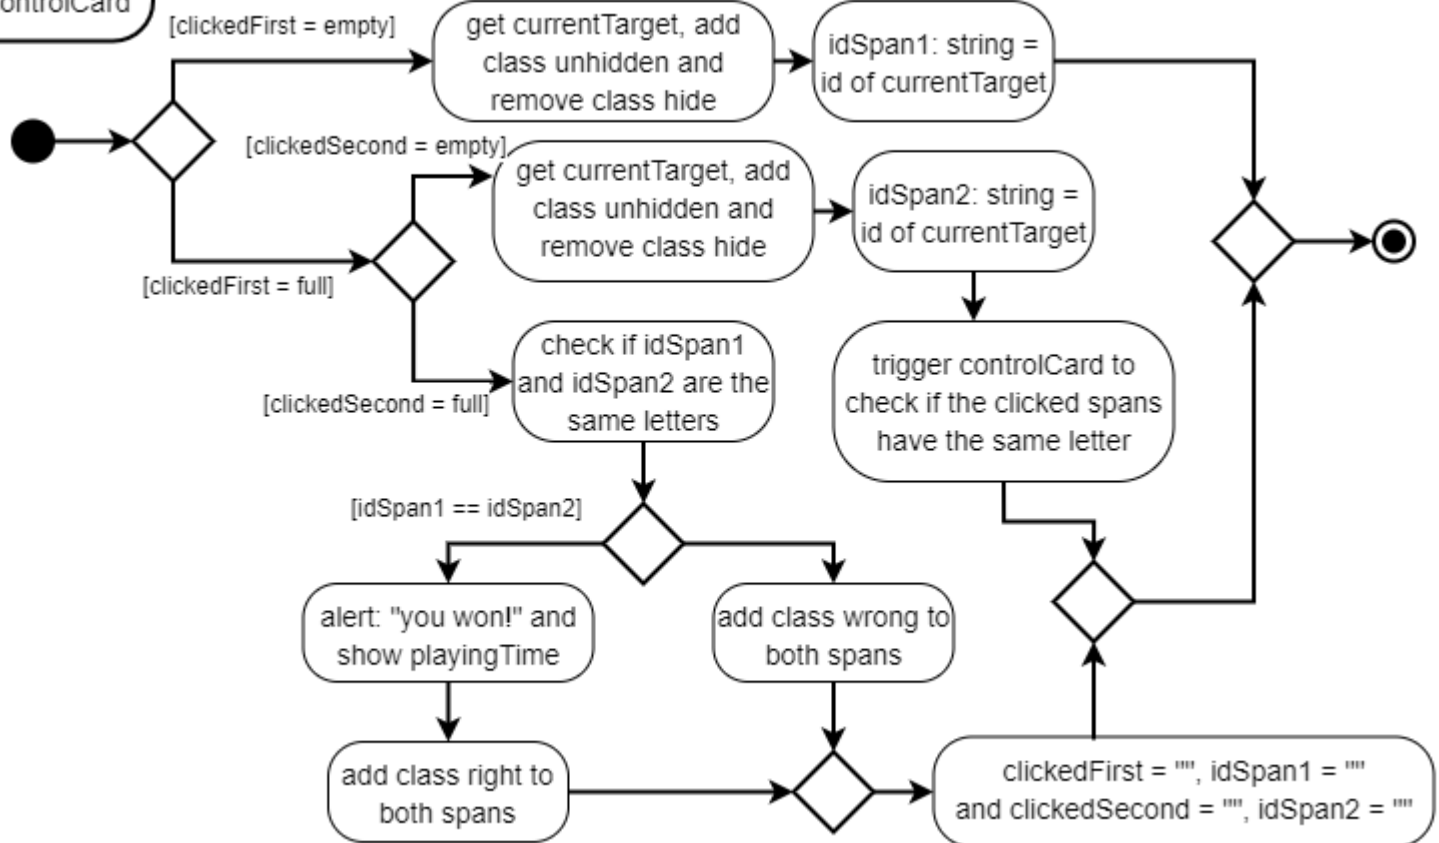 [clickedFirst = empty]
get currentTarget, add
class unhidden and
remove class hide
idSpan1: string =
id of currentTarget
[clickedSecond = empty]
get currentTarget, add
class unhidden and
remove class hide
idSpan2: string =
id of currentTarget
[clickedFirst = full]
check if idSpan1
and idSpan2 are the
same letters
[clickedSecond = full]
trigger controlCard to
check if the clicked spans
have the same letter
[idSpan1 == idSpan2]
alert: "you won!" and
show playingTime
add class wrong to
both spans
add class right to
both spans
clickedFirst = "", idSpan1 = ""
and clickedSecond = "", idSpan2 = ""